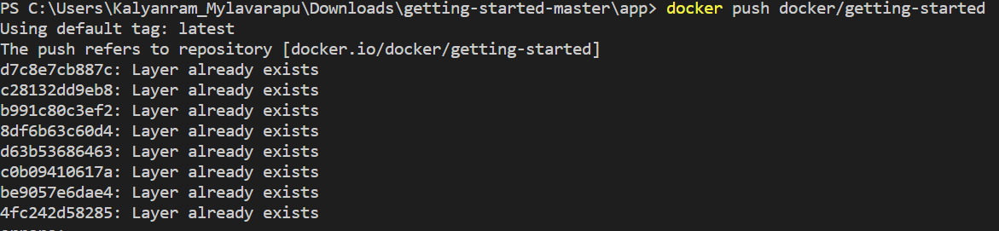 PS C:\Users\Kalyanram_Mylavarapu\Downloads\getting-started-master\app> docker push docker/getting-started
Using default tag: latest
The push refers to repository [docker.io/docker/getting-started]
d7c8e7cb887c: Layer already exists
c28132dd9eb8: Layer already exists
b991c80c3ef2: Layer already exists
8df6b63c60d4: Layer already exists
d63b53686463: Layer already exists
c0b09410617a: Layer already exists
be9057e6dae4: Layer already exists
4fc242d58285: Layer already exists